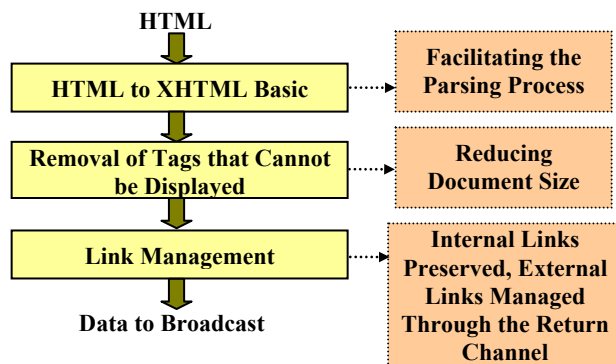 HTML
HTML to XHTML Basic
Facilitating the
Parsing Process
Removal of Tags that Cannot
be Displayed
Reducing
Document Size
Link Management
Internal Links
Preserved, External
Links Managed
Through the Return
Channel
Data to Broadcast